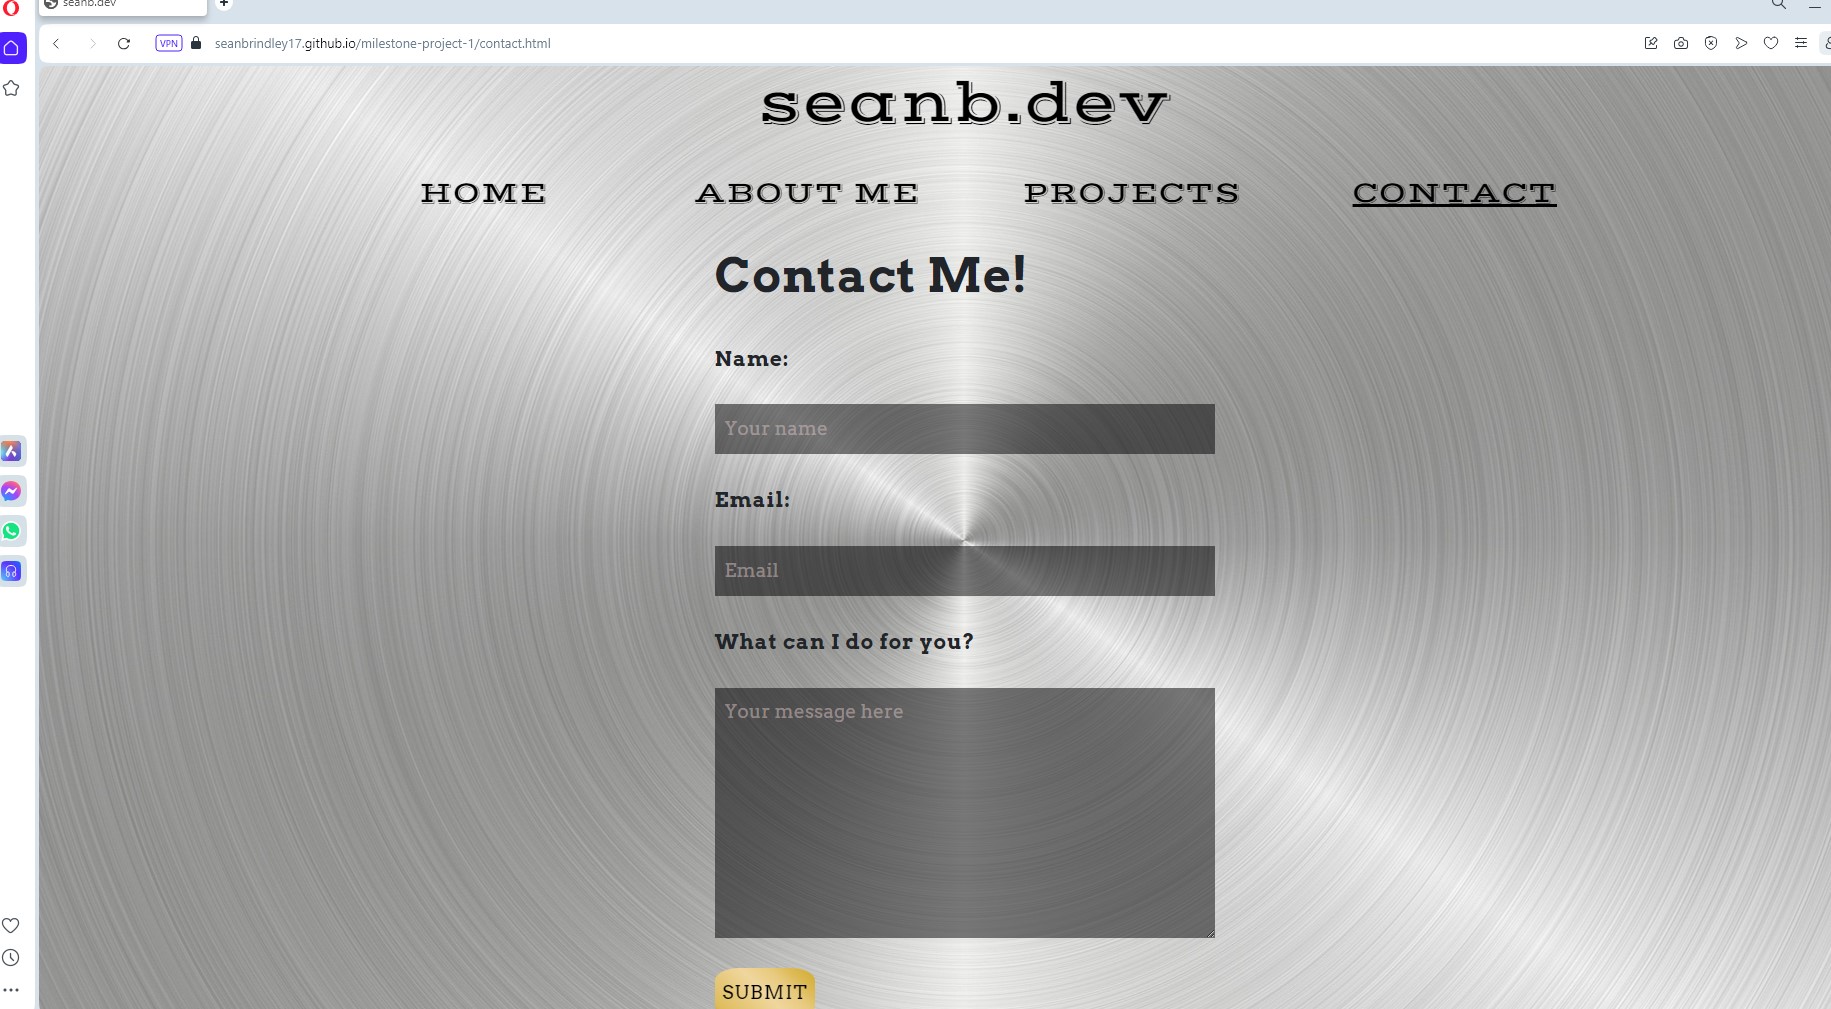 seanb.dev
VPN
seanbrindley17.github.io/milestone-project-1/contact.html
seanb.dev
HOME ABOUT ME PROJECTS CONTACT
Contact Me!
Name:
Your name
Email:
Email
What can I do for you?
Your message here
SUBMIT